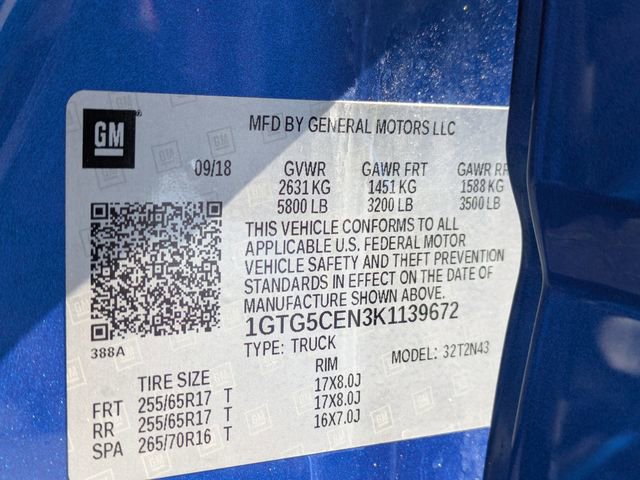 GM
MFD BY GENERAL MOTORS LLC
09/18 GVWR GAWR FRT GAWR RR
2631 KG 1451 KG 1588 KG
5800 LB 3200 LB 3500 LB
THIS VEHICLE CONFORMS TO ALL
APPLICABLE U.S. FEDERAL MOTOR
VEHICLE SAFETY AND THEFT PREVENTION
STANDARDS IN EFFECT ON THE DATE OF
MANUFACTURE SHOWN ABOVE.
1GTG5CEN3K1139672
388A
TYPE: TRUCK MODEL: 32T2N43
TIRE SIZE RIM
FRT 255/65R17 T 17X8.0J
RR 255/65R17 T 17X8.0J
SPA 265/70R16 T 16X7.0J